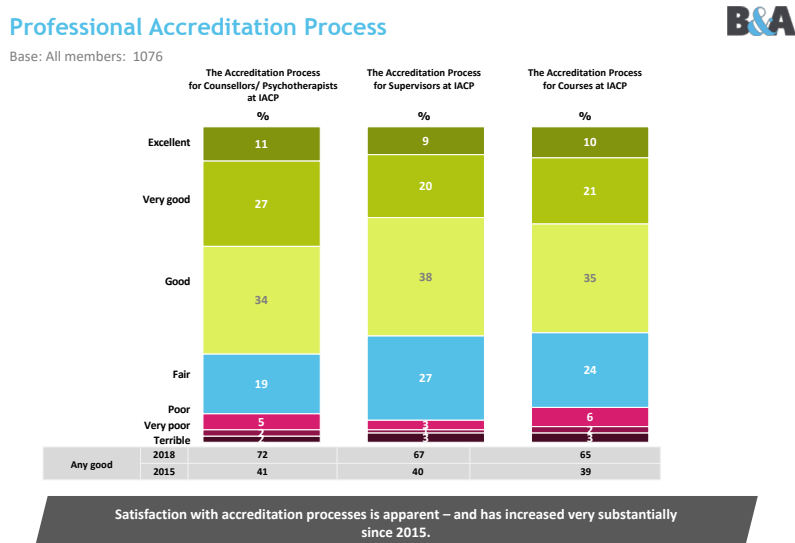 Professional Accreditation Process
B&A
Base: All members: 1076
The Accreditation Process
for Counsellors/ Psychotherapists
at IACP
The Accreditation Process
for Supervisors at IACP
The Accreditation Process
for Courses at IACP
% % %
Excellent 11 9 10
Very good 27 20 21
Good 34 38 35
Fair 19 27 24
Poor 5 3 6
Very poor 2 1 2
Terrible 2 3 3
Any good
2018 72 67 65
2015 41 40 39
Satisfaction with accreditation processes is apparent – and has increased very substantially
since 2015.